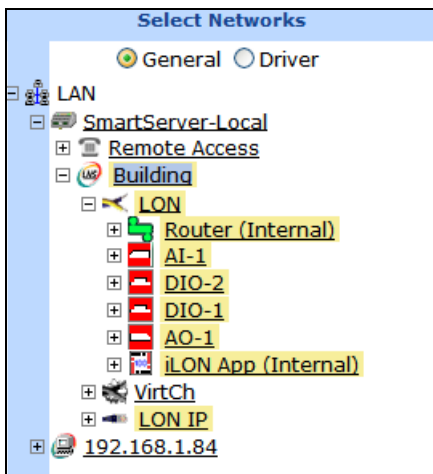 Select Networks
General Driver
LAN
SmartServer-Local
Remote Access
LNS Building
LON
Router (Internal)
AI-1
DIO-2
DIO-1
AO-1
iLON App (Internal)
VirtCh
LON IP
192.168.1.84